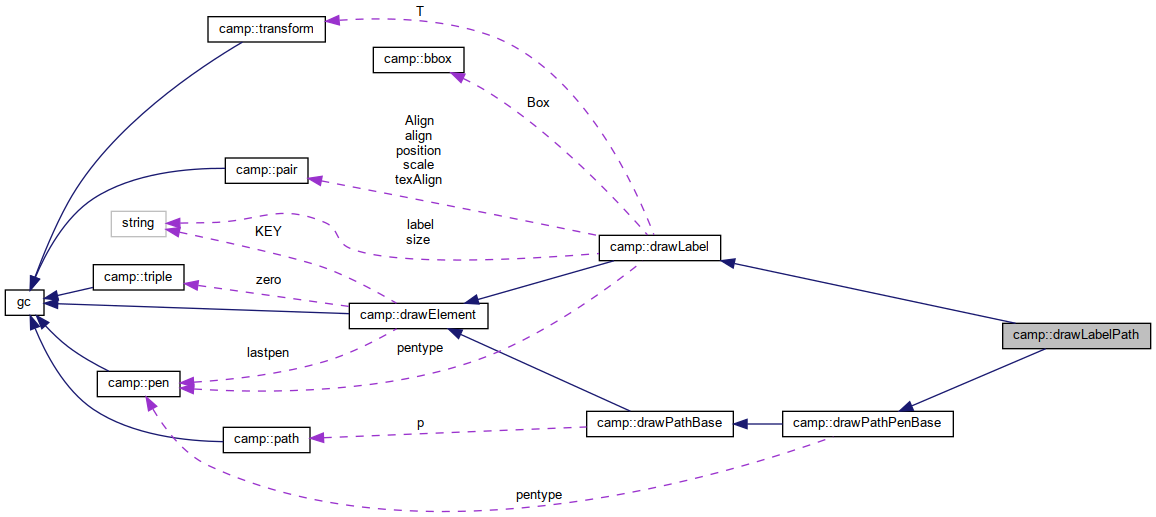 T
camp::transform
camp::bbox
Box
Align
align
position
scale
texAlign
camp::pair
string
KEY
label
size
camp::drawLabel
camp::triple
zero
gc
camp::drawElement
camp::drawLabelPath
lastpen
pentype
camp::pen
camp::path
p
camp::drawPathBase
camp::drawPathPenBase
pentype